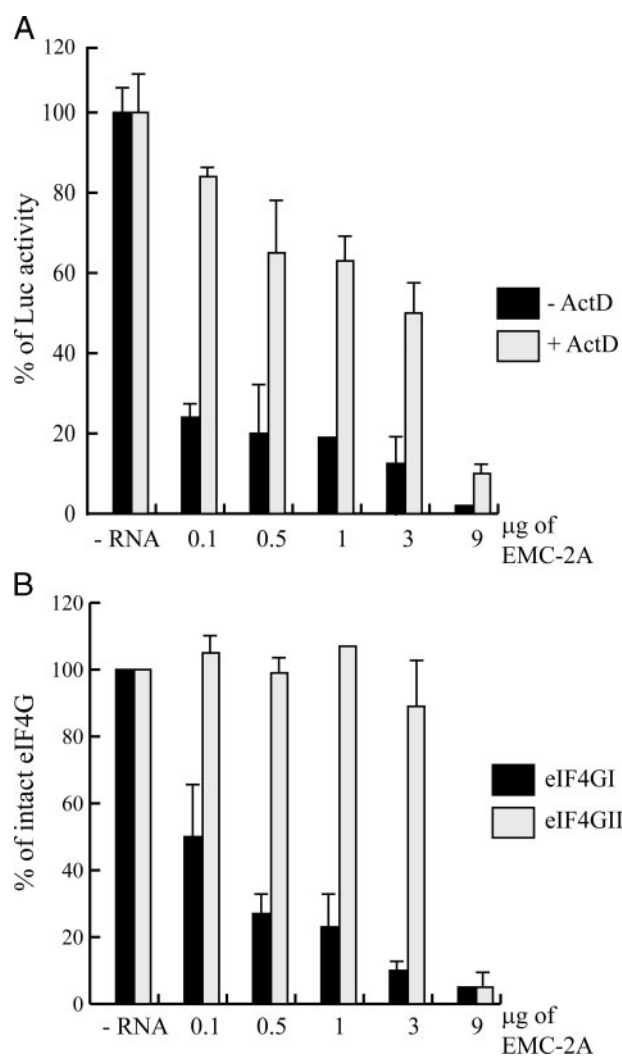 A
% of Luc activity
120
100
80
60
40
20
0
- ActD
+ ActD
- RNA 0.1 0.5 1 3 9 μg of
EMC-2A
B
% of intact eIF4G
120
100
80
60
40
20
0
eIF4GI
eIF4GII
- RNA 0.1 0.5 1 3 9 μg of
EMC-2A